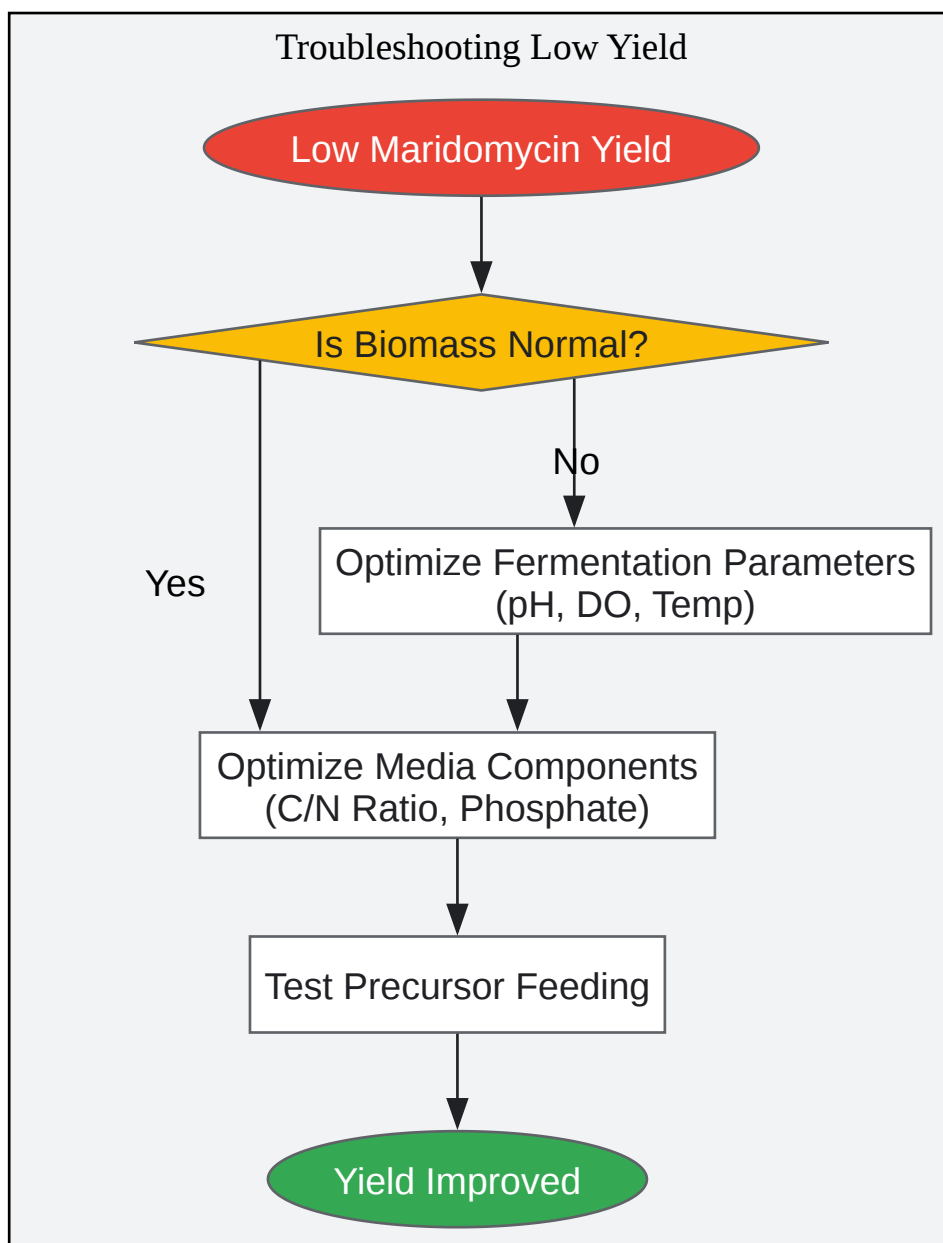 Troubleshooting Low Yield
Low Maridomycin Yield
Is Biomass Normal?
No
Optimize Fermentation Parameters
(pH, DO, Temp)
Yes
Optimize Media Components
(C/N Ratio, Phosphate)
Test Precursor Feeding
Yield Improved